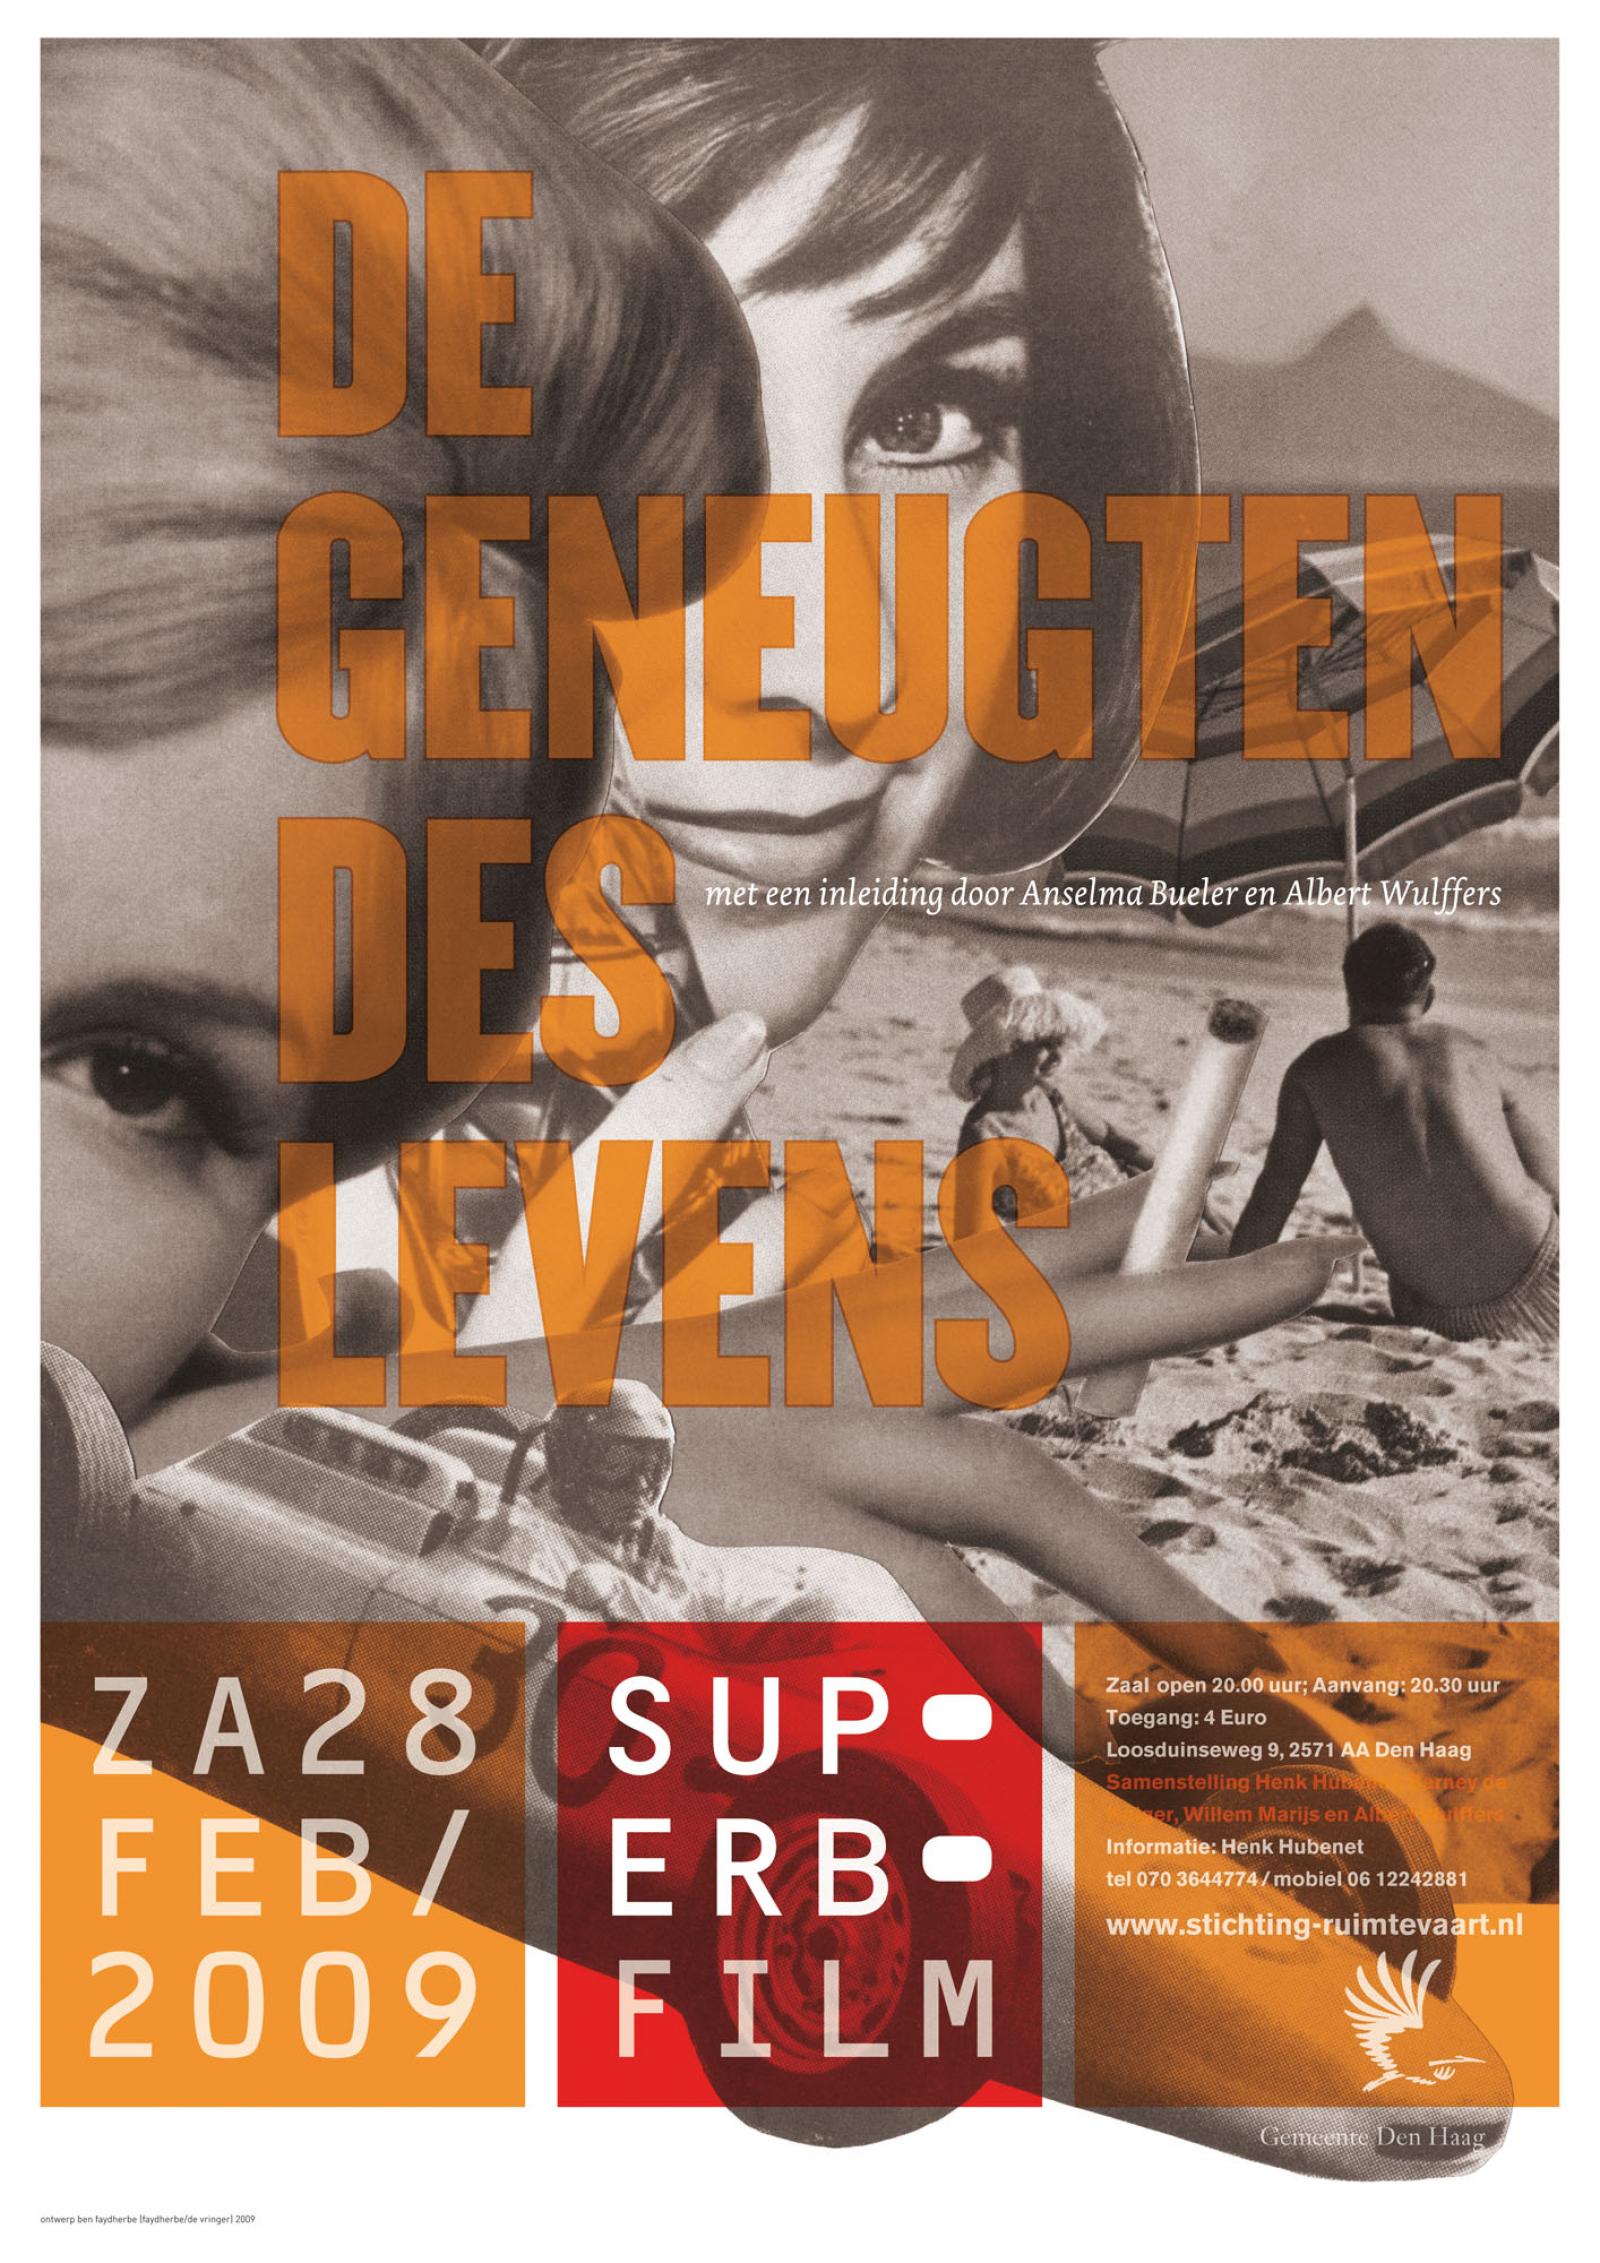 DE
GENEUGTEN
DES
met een inleiding door Anselma Bueler en Albert Wulffers
LEVENS
ZA28
FEB/
2009
SUP-
ERB-
FILM
Zaal open 20.00 uur; Aanvang: 20.30 uur
Toegang: 4 Euro
Loosduinseweg 9, 2571 AA Den Haag
Samenstelling Henk Hubenet, de
Willem Marijs en Albert Wulffers
Informatie: Henk Hubenet
tel 070 3644774 / mobiel 06 12242881
www.stichting-ruimtevaart.nl
Gemeente Den Haag
ontwerp ben faydherbe [faydherbe/de vringer] 2009